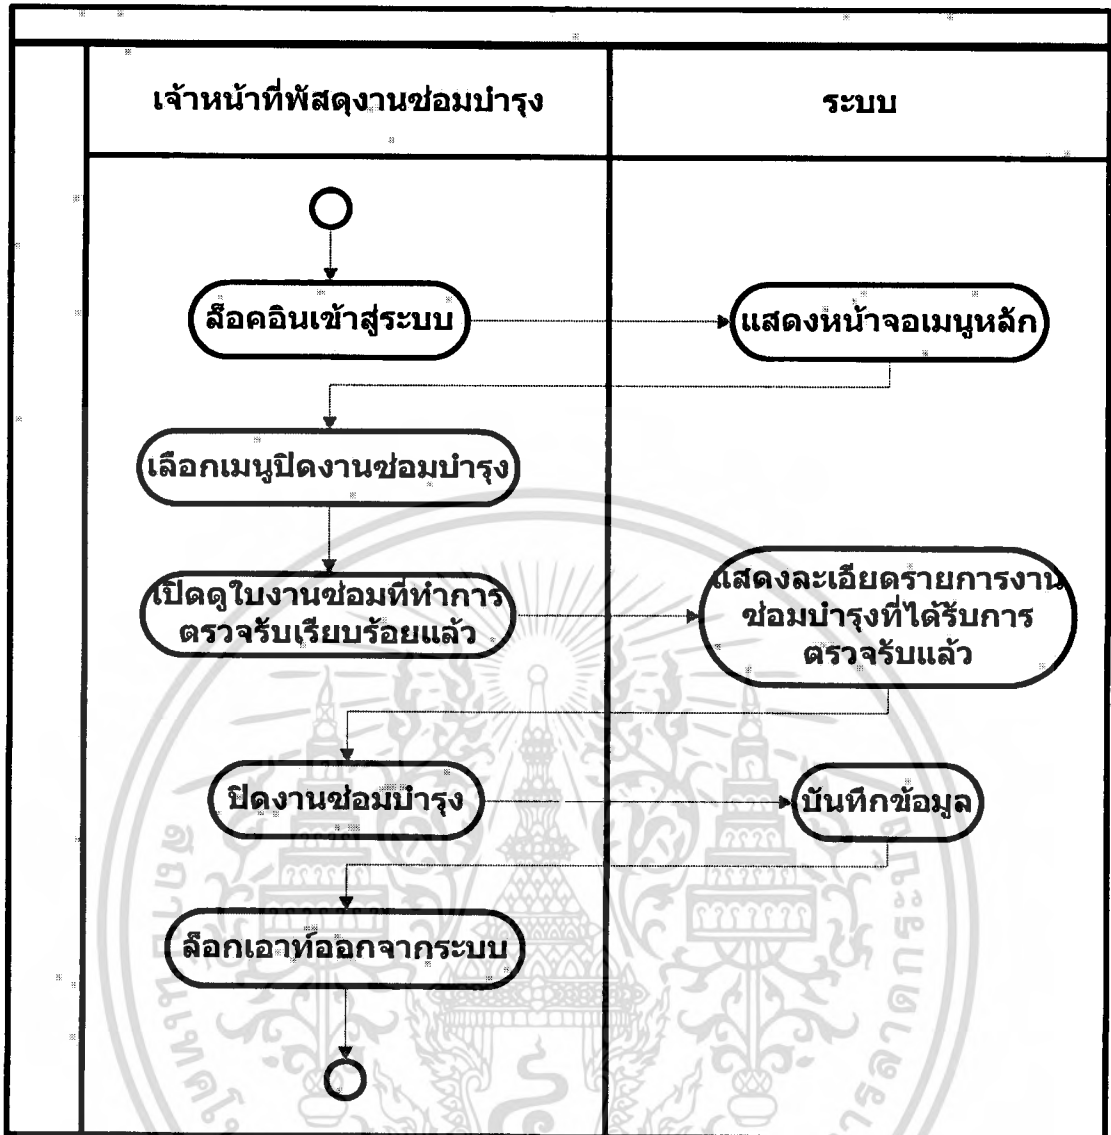 เจ้าหน้าที่พัสดุงานซ่อมบำรุง
ระบบ
ล็อคอินเข้าสู่ระบบ
แสดงหน้าจอเมนูหลัก
เลือกเมนูปิดงานซ่อมบำรุง
เปิดดูใบงานซ่อมที่ทำการ
ตรวจรับเรียบร้อยแล้ว
แสดงละเอียดรายการงาน
ซ่อมบำรุงที่ได้รับการ
ตรวจรับแล้ว
ปิดงานซ่อมบำรุง
บันทึกข้อมูล
ล็อกเอาท์ออกจากระบบ